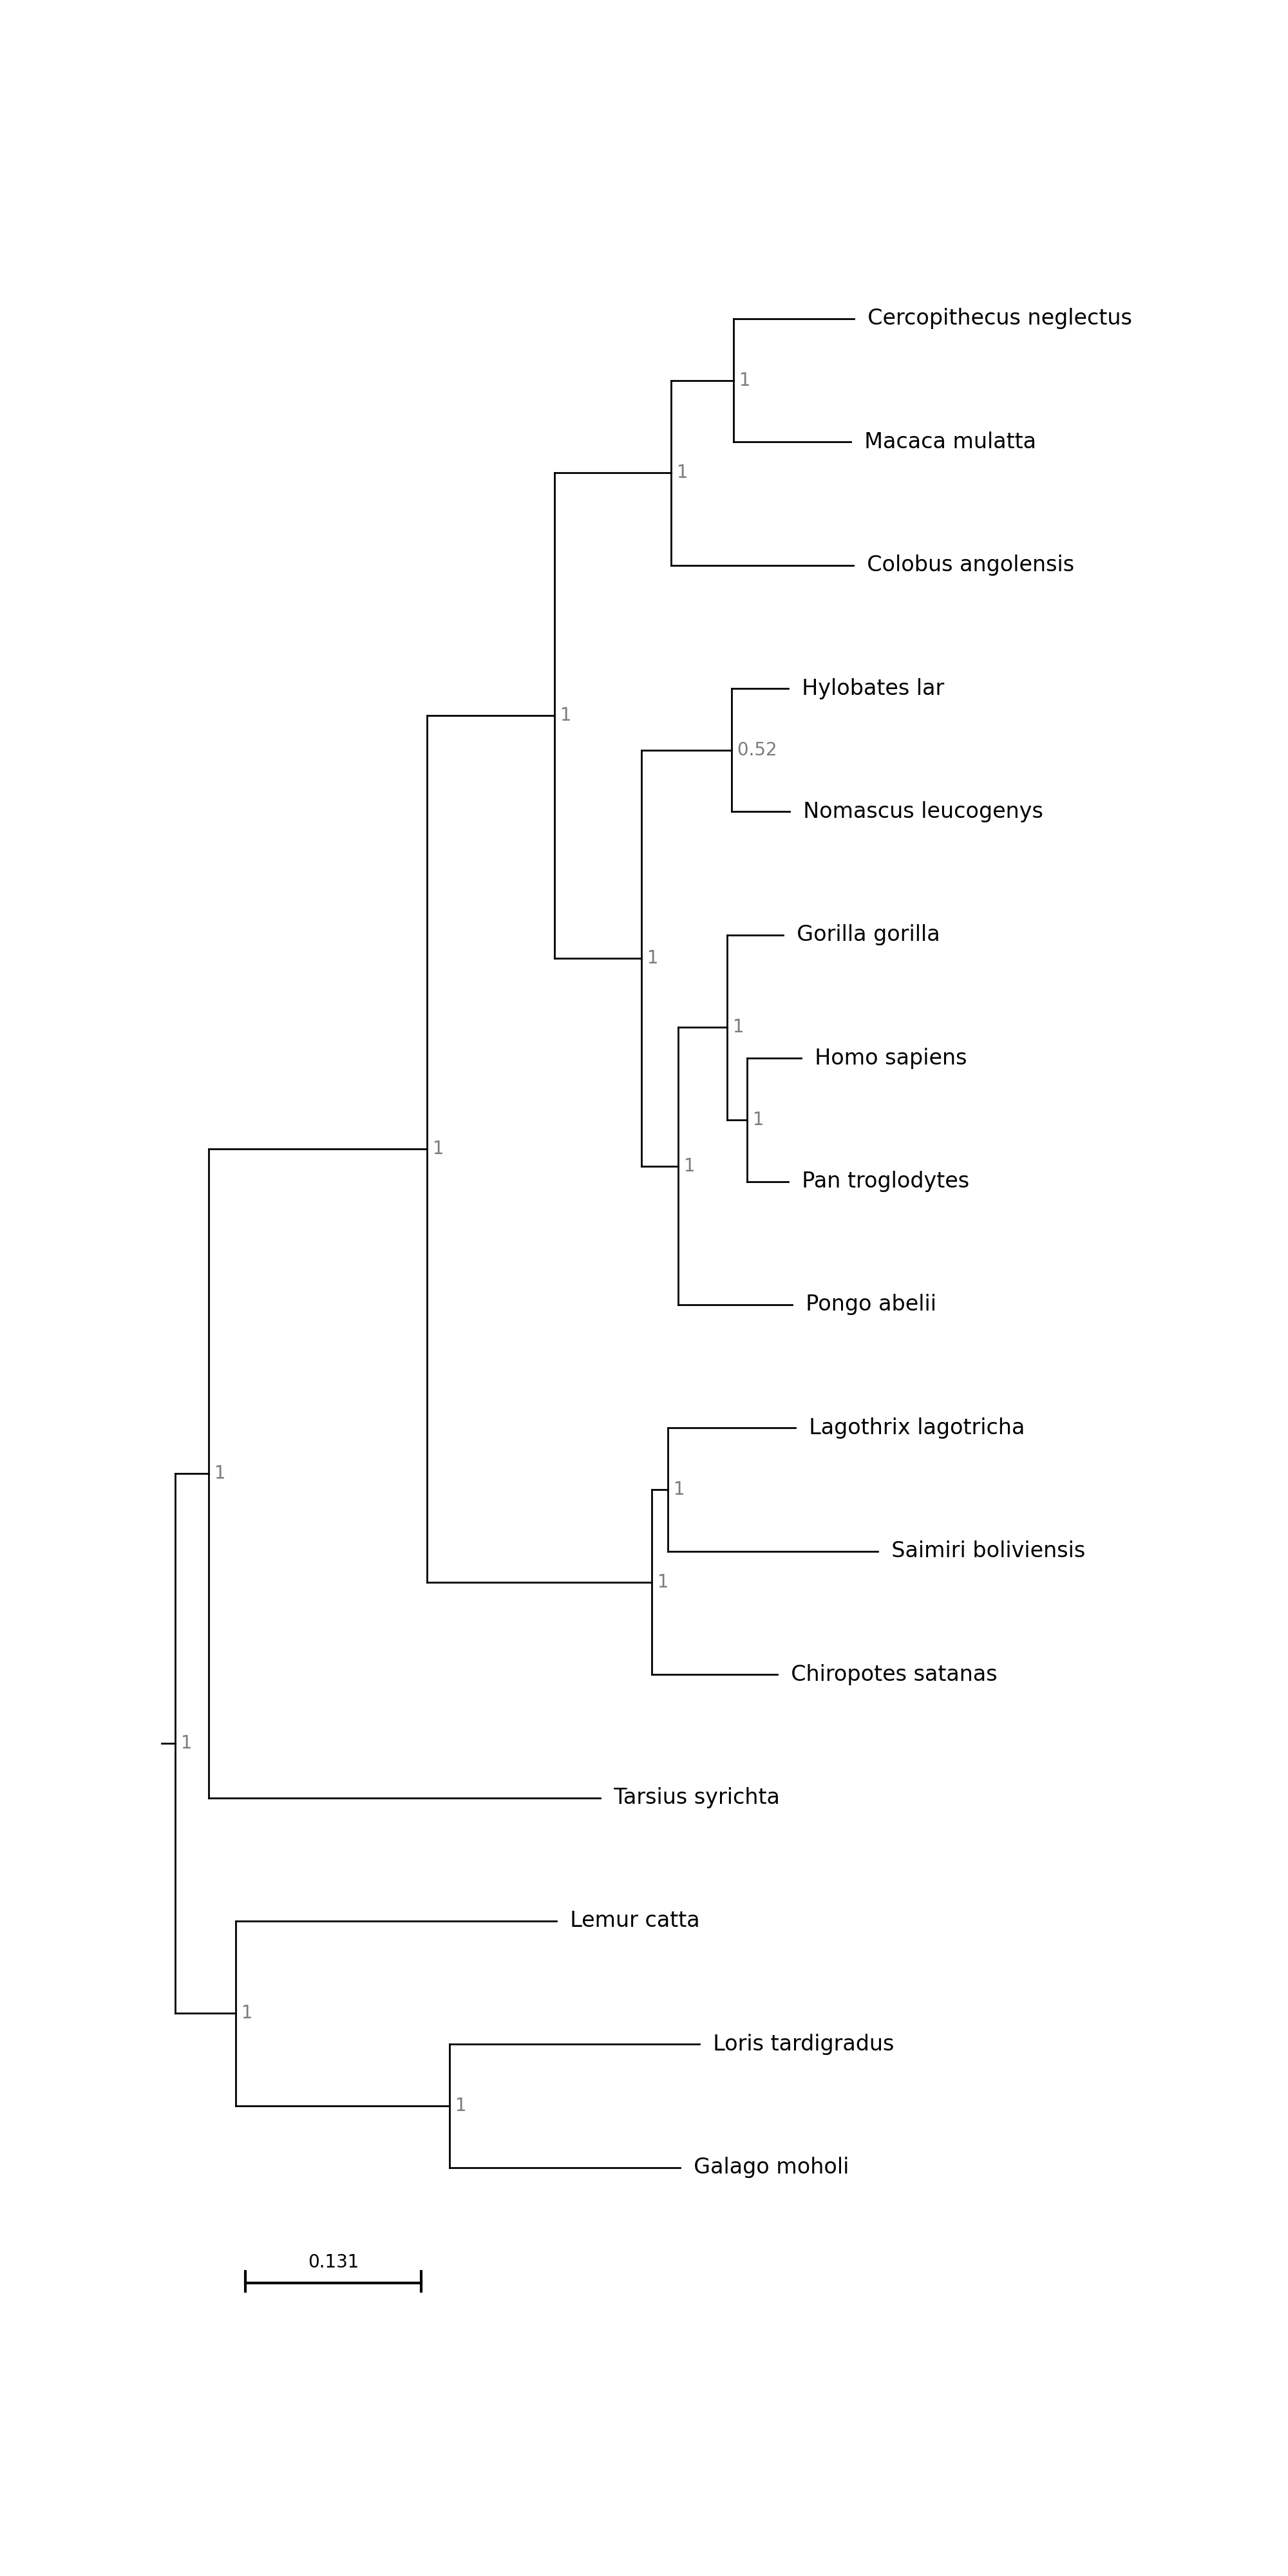 Cercopithecus neglectus
1
Macaca mulatta
1
Colobus angolensis
Hylobates lar
1
0.52
Nomascus leucogenys
Gorilla gorilla
1
1
Homo sapiens
1
1
1
Pan troglodytes
Pongo abelii
Lagothrix lagotricha
1
1
Saimiri boliviensis
1
Chiropotes satanas
1
Tarsius syrichta
Lemur catta
1
Loris tardigradus
1
Galago moholi
0.131